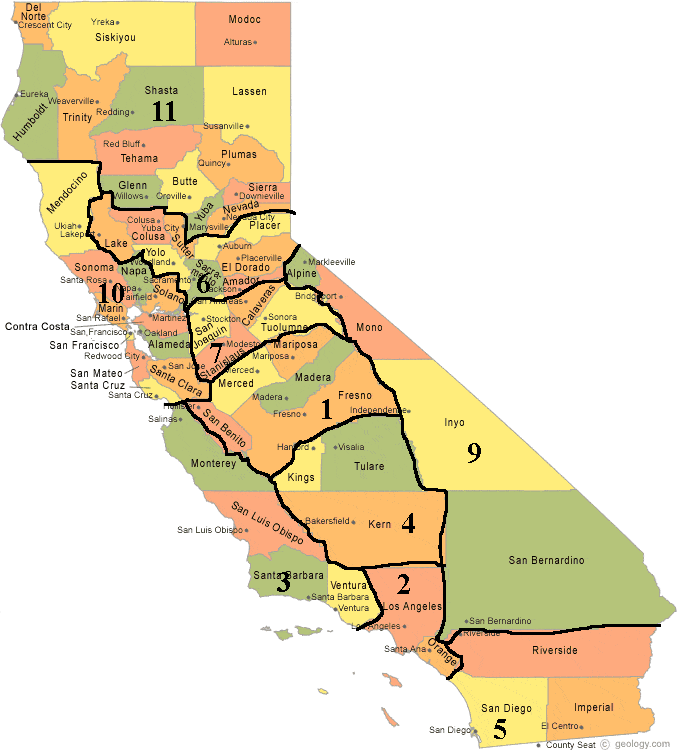 Del
Norte
Crescent City
Yreka
Siskiyou
Modoc
Alturas
Eureka
Humboldt
Weaverville
Trinity
Shasta
11
Redding
Lassen
Susanville
Red Bluff
Tehama
Plumas
Quincy
Mendocino
Ukiah
Glenn
Willows
Butte
Oroville
Sierra
Downieville
Yuba
Nevada
Nevada City
Marysville
Placer
Auburn
Lakeport
Lake
Colusa
Colusa
Yuba City
Sutter
Placerville
El Dorado
Yolo
Woodland
Sacra-
mento
6
Sacramento
Amador
Jackson
Alpine
Markleeville
Sonoma
Santa Rosa
Napa
Napa
Fairfield
Solano
10
Marin
San Rafael
San Andreas
Calaveras
Bridgeport
Mono
Contra Costa
Martinez
Stockton
San
Joaquin
Sonora
Tuolumne
San Francisco
San Francisco
Oakland
Alameda
7
Modesto
Stanislaus
Mariposa
Mariposa
Redwood City
San Mateo
San Jose
Santa Clara
Merced
Merced
Santa Cruz
Santa Cruz
Madera
Madera
Hollister
San Benito
Salinas
Monterey
Fresno
1
Fresno
Independence
Inyo
9
Hanford
Kings
Visalia
Tulare
San Luis Obispo
San Luis Obispo
Bakersfield
Kern
4
San Bernardino
San Bernardino
Santa Barbara
3
Santa Barbara
Ventura
Ventura
2
Los Angeles
Los Angeles
Santa Ana
Orange
Riverside
Riverside
San Diego
5
San Diego
Imperial
El Centro
County Seat © geology.com